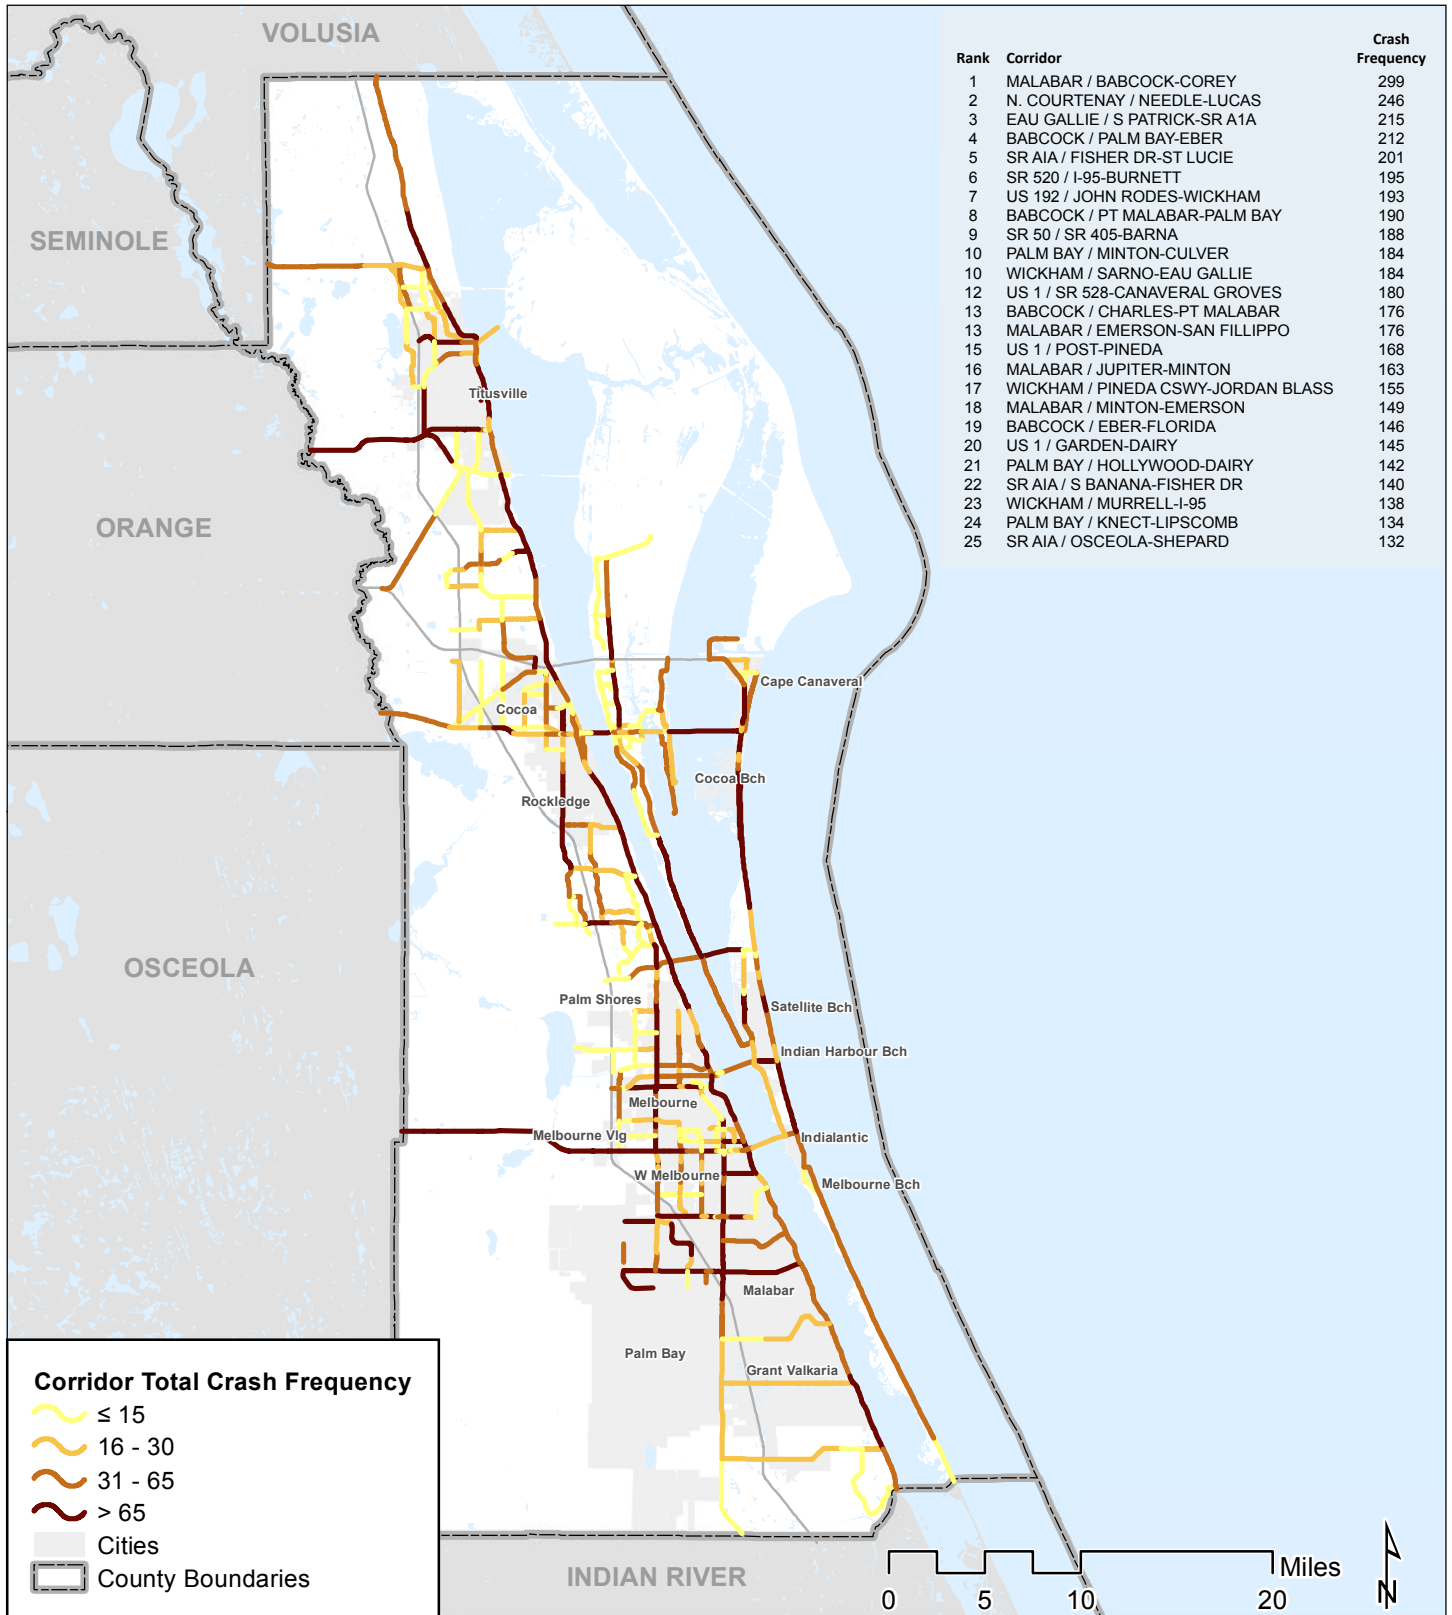 VOLUSIA
SEMINOLE
ORANGE
OSCEOLA
INDIAN RIVER
Crash
Rank Corridor Frequency
1 MALABAR / BABCOCK-COREY 299
2 N. COURTENAY / NEEDLE-LUCAS 246
3 EAU GALLIE / S PATRICK-SR A1A 215
4 BABCOCK / PALM BAY-EBER 212
5 SR AIA / FISHER DR-ST LUCIE 201
6 SR 520 / I-95-BURNETT 195
7 US 192 / JOHN RODES-WICKHAM 193
8 BABCOCK / PT MALABAR-PALM BAY 190
9 SR 50 / SR 405-BARNA 188
10 PALM BAY / MINTON-CULVER 184
10 WICKHAM / SARNO-EAU GALLIE 184
12 US 1 / SR 528-CANAVERAL GROVES 180
13 BABCOCK / CHARLES-PT MALABAR 176
13 MALABAR / EMERSON-SAN FILLIPPO 176
15 US 1 / POST-PINEDA 168
16 MALABAR / JUPITER-MINTON 163
17 WICKHAM / PINEDA CSWY-JORDAN BLASS 155
18 MALABAR / MINTON-EMERSON 149
19 BABCOCK / EBER-FLORIDA 146
20 US 1 / GARDEN-DAIRY 145
21 PALM BAY / HOLLYWOOD-DAIRY 142
22 SR AIA / S BANANA-FISHER DR 140
23 WICKHAM / MURRELL-I-95 138
24 PALM BAY / KNECT-LIPSCOMB 134
25 SR AIA / OSCEOLA-SHEPARD 132
Titusville
Cape Canaveral
Cocoa
Cocoa Bch
Rockledge
Palm Shores
Satellite Bch
Indian Harbour Bch
Melbourne
Melbourne Vlg
Indialantic
W Melbourne
Melbourne Bch
Malabar
Palm Bay
Grant Valkaria
Corridor Total Crash Frequency
≤ 15
16 - 30
31 - 65
> 65
Cities
County Boundaries
Miles
0 5 10 20
N